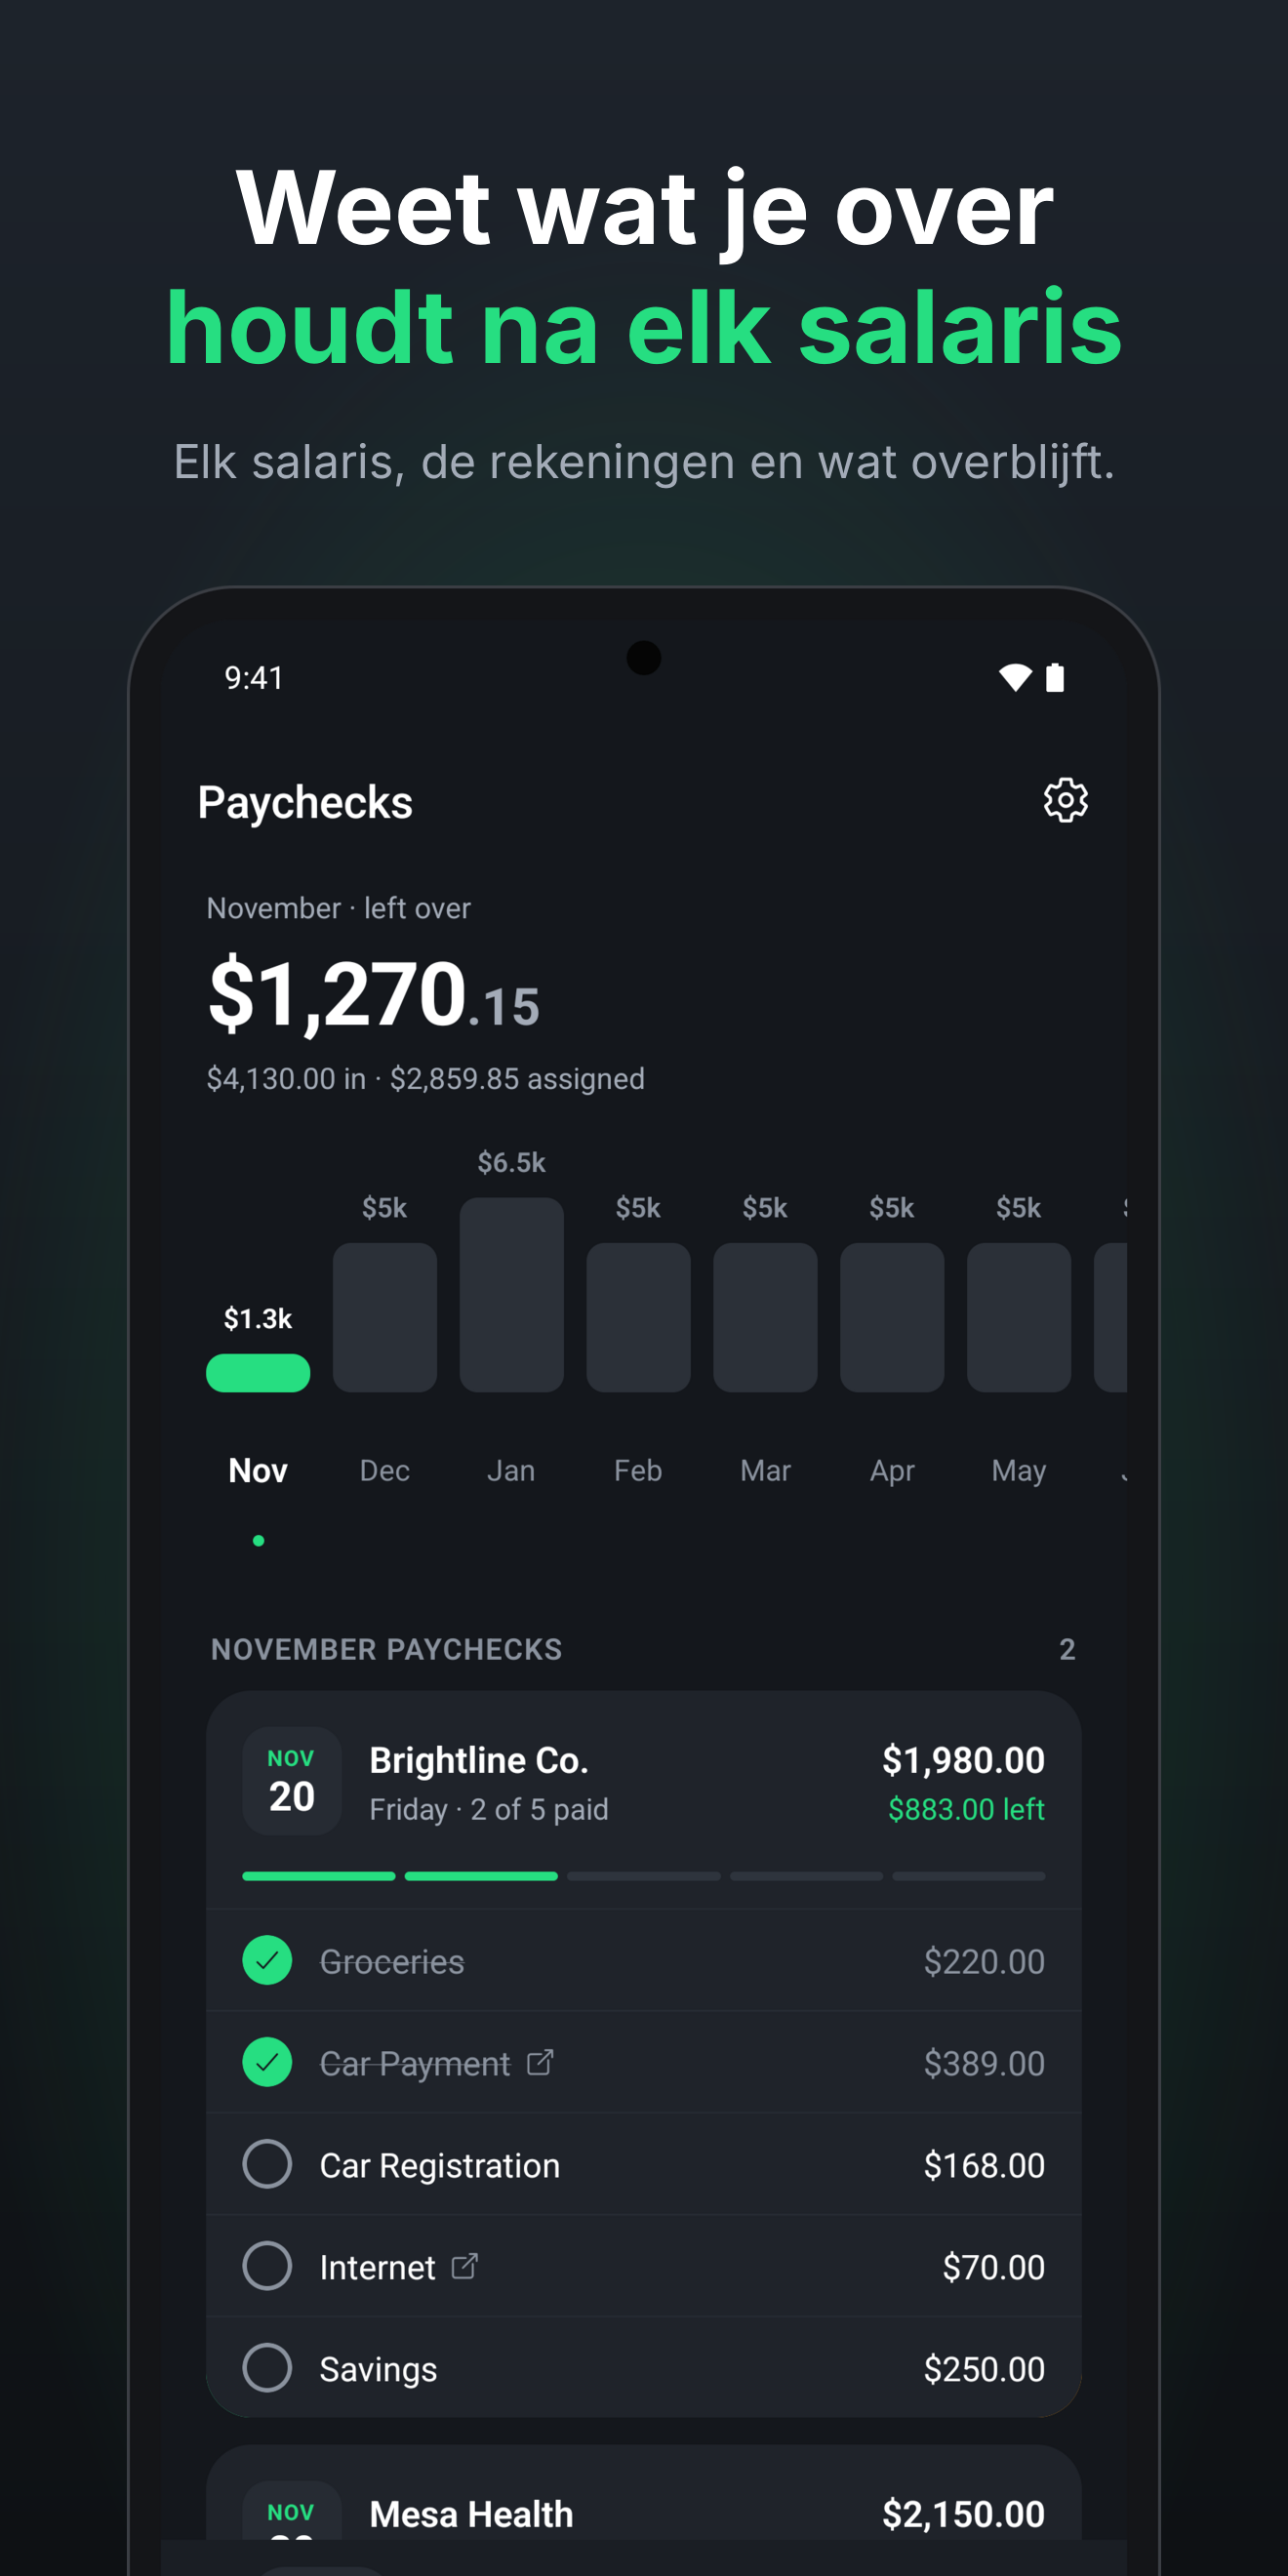 Weet wat je over
houdt na elk salaris
Elk salaris, de rekeningen en wat overblijft.
9:41
Paychecks
November · left over
$1,270.15
$4,130.00 in · $2,859.85 assigned
$1.3k $5k $6.5k $5k $5k $5k $5k
Nov Dec Jan Feb Mar Apr May
NOVEMBER PAYCHECKS 2
NOV 20 Brightline Co. $1,980.00
Friday · 2 of 5 paid $883.00 left
Groceries $220.00
Car Payment $389.00
Car Registration $168.00
Internet $70.00
Savings $250.00
NOV Mesa Health $2,150.00